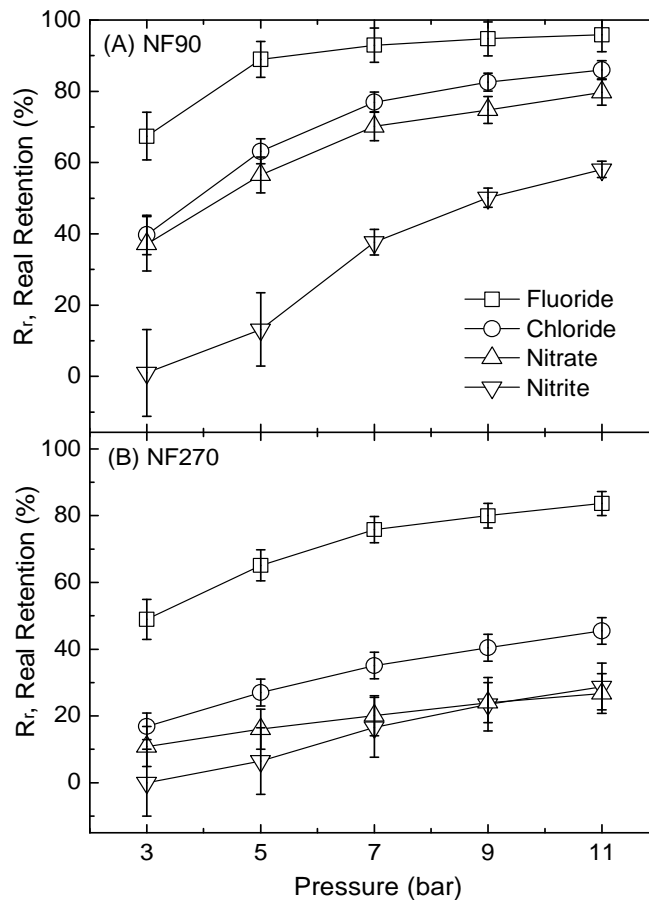 (A) NF90
Rr, Real Retention (%)
100
80
60
40
20
0
Fluoride
Chloride
Nitrate
Nitrite
(B) NF270
Rr, Real Retention (%)
100
80
60
40
20
0
3 5 7 9 11
Pressure (bar)